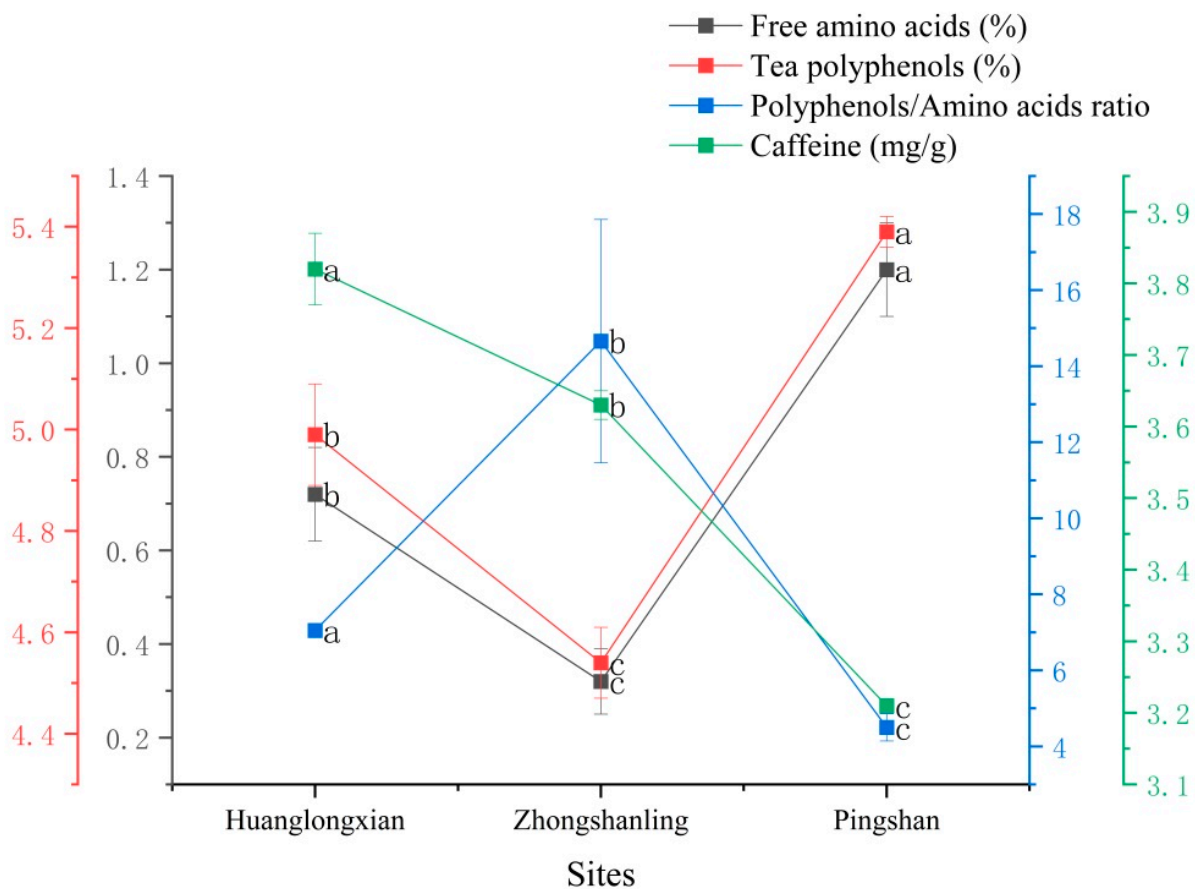 Free amino acids (%)
Tea polyphenols (%)
Polyphenols/Amino acids ratio
Caffeine (mg/g)
5.4
5.2
5.0
4.8
4.6
4.4
1.4
1.2
1.0
0.8
0.6
0.4
0.2
a
b
b
a
b
b
c
c
a
a
c
c
18
16
14
12
10
8
6
4
3.9
3.8
3.7
3.6
3.5
3.4
3.3
3.2
3.1
Huanglongxian Zhongshanling Pingshan
Sites